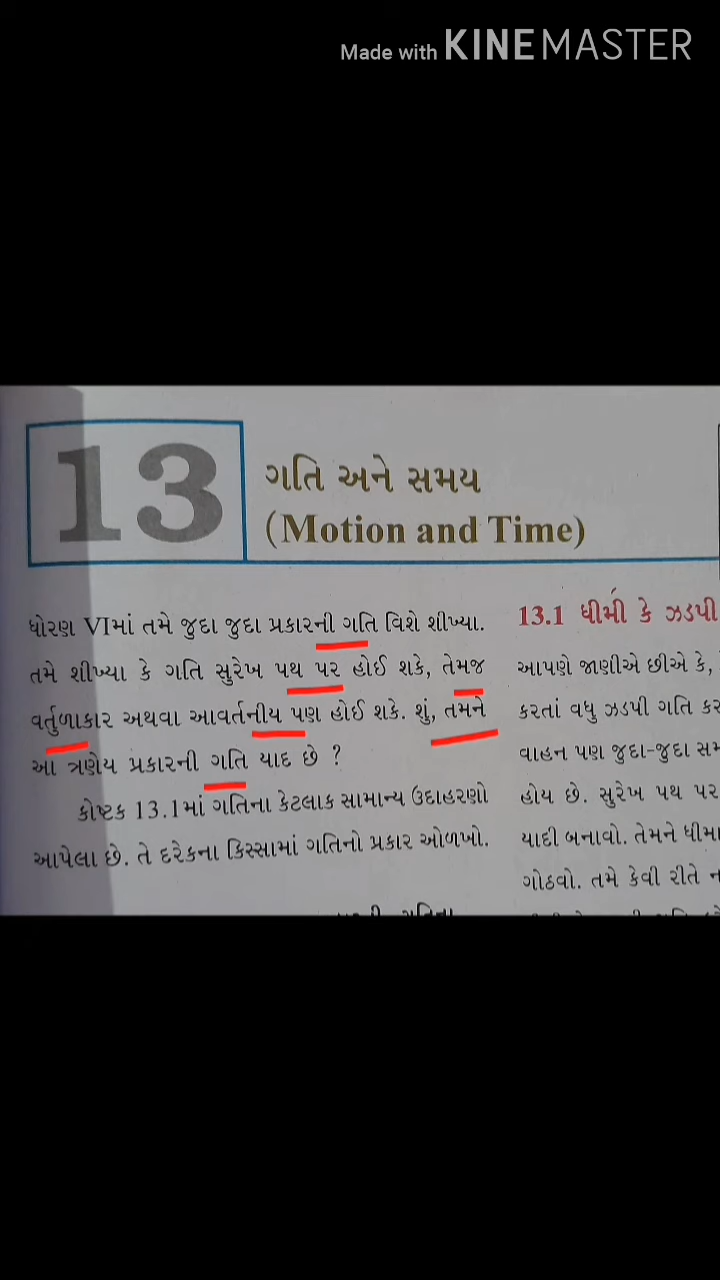 Made with KINEMASTER
13
ગતિ અને સમય
(Motion and Time)
ધોરણ VIમાં તમે જુદા જુદા પ્રકારની ગતિ વિશે શીખ્યા.
તમે શીખ્યા કે ગતિ સુરેખ પથ પર હોઈ શકે, તેમજ
વર્તુળાકાર અથવા આવર્તનીય પણ હોઈ શકે. શું, તમને
આ ત્રણેય પ્રકારની ગતિ યાદ છે ?
કોષ્ટક 13.1માં ગતિના કેટલાક સામાન્ય ઉદાહરણો
આપેલા છે. તે દરેકના કિસ્સામાં ગતિનો પ્રકાર ઓળખો.
13.1 ધીમી કે ઝડપી
આપણે જાણીએ છીએ કે,
કરતાં વધુ ઝડપી ગતિ
વાહન પણ જુદા-જુદા
હોય છે. સુરેખ પથ પર
યાદી બનાવો. તેમને
ગોઠવો. તમે કેવી રીતે